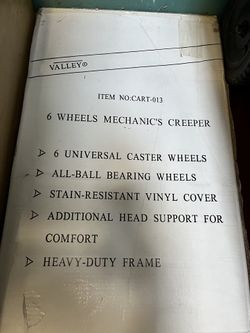 VALLEY®
ITEM NO:CART-013
6 WHEELS MECHANIC'S CREEPER
▷ 6 UNIVERSAL CASTER WHEELS
▷ ALL-BALL BEARING WHEELS
▷ STAIN-RESISTANT VINYL COVER
▷ ADDITIONAL HEAD SUPPORT FOR
COMFORT
▷ HEAVY-DUTY FRAME